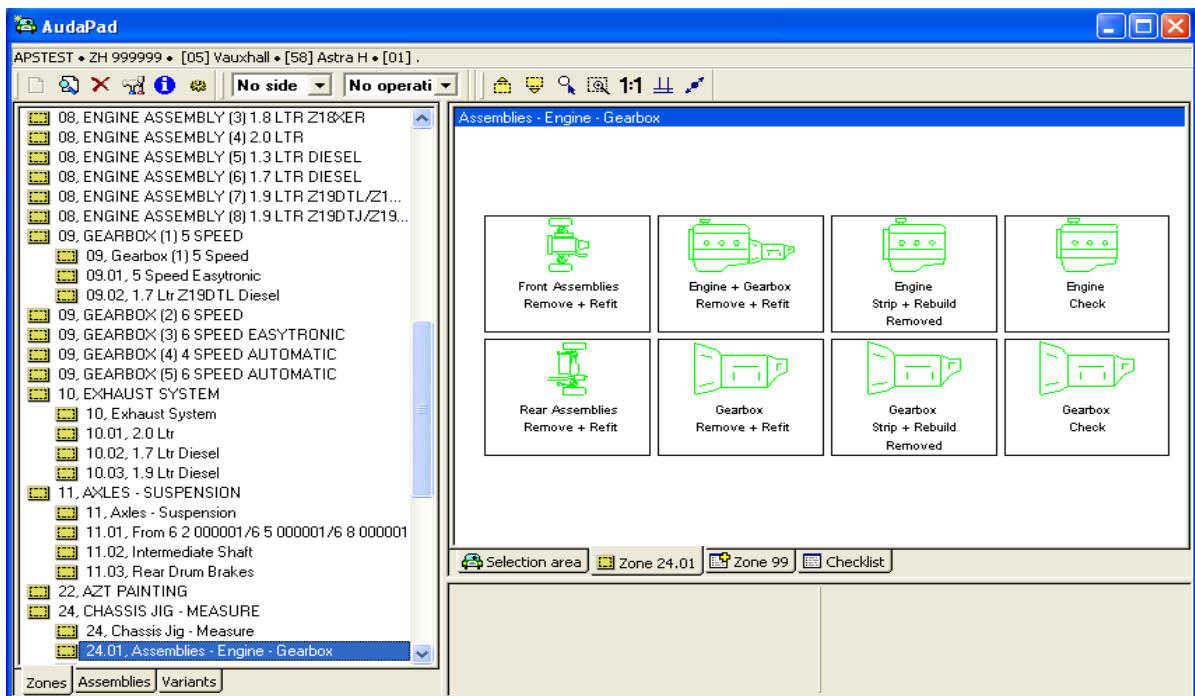 AudaPad
APSTEST • ZH 999999 • [05] Vauxhall • [58] Astra H • [01] .
No side No operati 1:1
08, ENGINE ASSEMBLY (3) 1.8 LTR Z18XER
08, ENGINE ASSEMBLY (4) 2.0 LTR
08, ENGINE ASSEMBLY (5) 1.3 LTR DIESEL
08, ENGINE ASSEMBLY (6) 1.7 LTR DIESEL
08, ENGINE ASSEMBLY (7) 1.9 LTR Z19DTL/Z1...
08, ENGINE ASSEMBLY (8) 1.9 LTR Z19DTJ/Z19...
09, GEARBOX (1) 5 SPEED
09, Gearbox (1) 5 Speed
09.01, 5 Speed Easytronic
09.02, 1.7 Ltr Z19DTL Diesel
09, GEARBOX (2) 6 SPEED
09, GEARBOX (3) 6 SPEED EASYTRONIC
09, GEARBOX (4) 4 SPEED AUTOMATIC
09, GEARBOX (5) 6 SPEED AUTOMATIC
10, EXHAUST SYSTEM
10, Exhaust System
10.01, 2.0 Ltr
10.02, 1.7 Ltr Diesel
10.03, 1.9 Ltr Diesel
11, AXLES - SUSPENSION
11, Axles - Suspension
11.01, From 6 2 000001/6 5 000001/6 8 000001
11.02, Intermediate Shaft
11.03, Rear Drum Brakes
22, AZT PAINTING
24, CHASSIS JIG - MEASURE
24, Chassis Jig - Measure
24.01, Assemblies - Engine - Gearbox
Zones Assemblies Variants
Assemblies - Engine - Gearbox
Front Assemblies
Remove + Refit
Engine + Gearbox
Remove + Refit
Engine
Strip + Rebuild
Removed
Engine
Check
Rear Assemblies
Remove + Refit
Gearbox
Remove + Refit
Gearbox
Strip + Rebuild
Removed
Gearbox
Check
Selection area Zone 24.01 Zone 99 Checklist